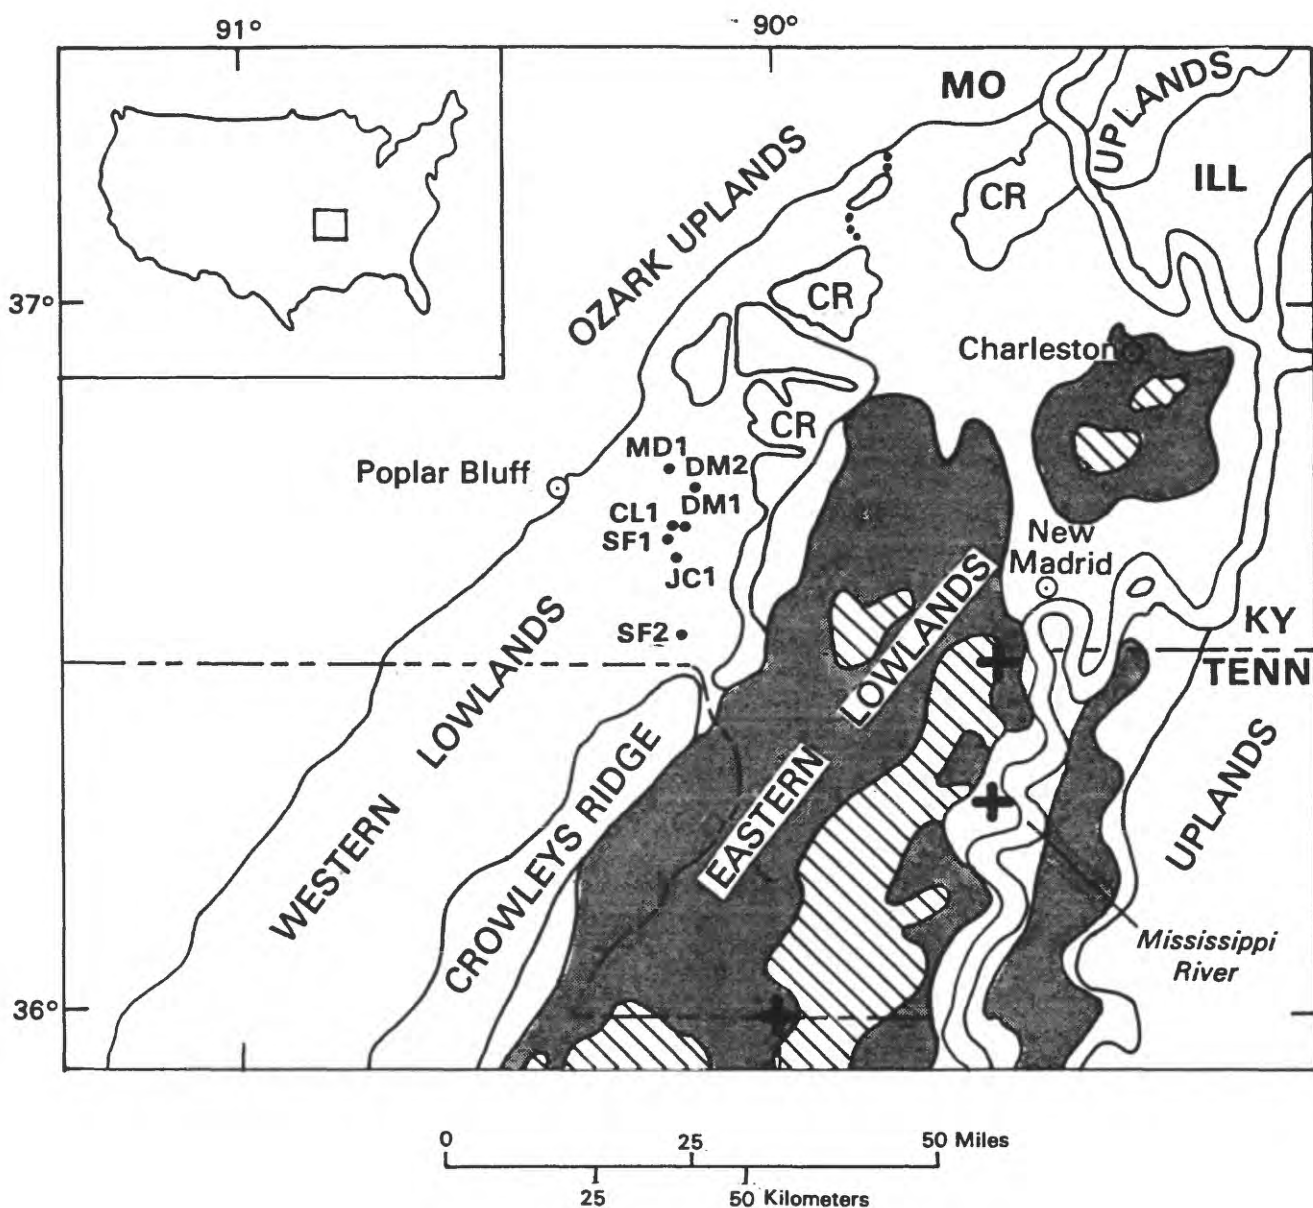 91°
90°
MO
UPLANDS
ILL
CR
OZARK UPLANDS
37°
CR
Charleston
CR
MD1
DM2
Poplar Bluff
DM1
CL1
SF1
JC1
New
Madrid
SF2
KY
TENN
WESTERN LOWLANDS
CROWLEYS RIDGE
EASTERN LOWLANDS
UPLANDS
Mississippi
River
36°
0 25 50 Miles
25 50 Kilometers